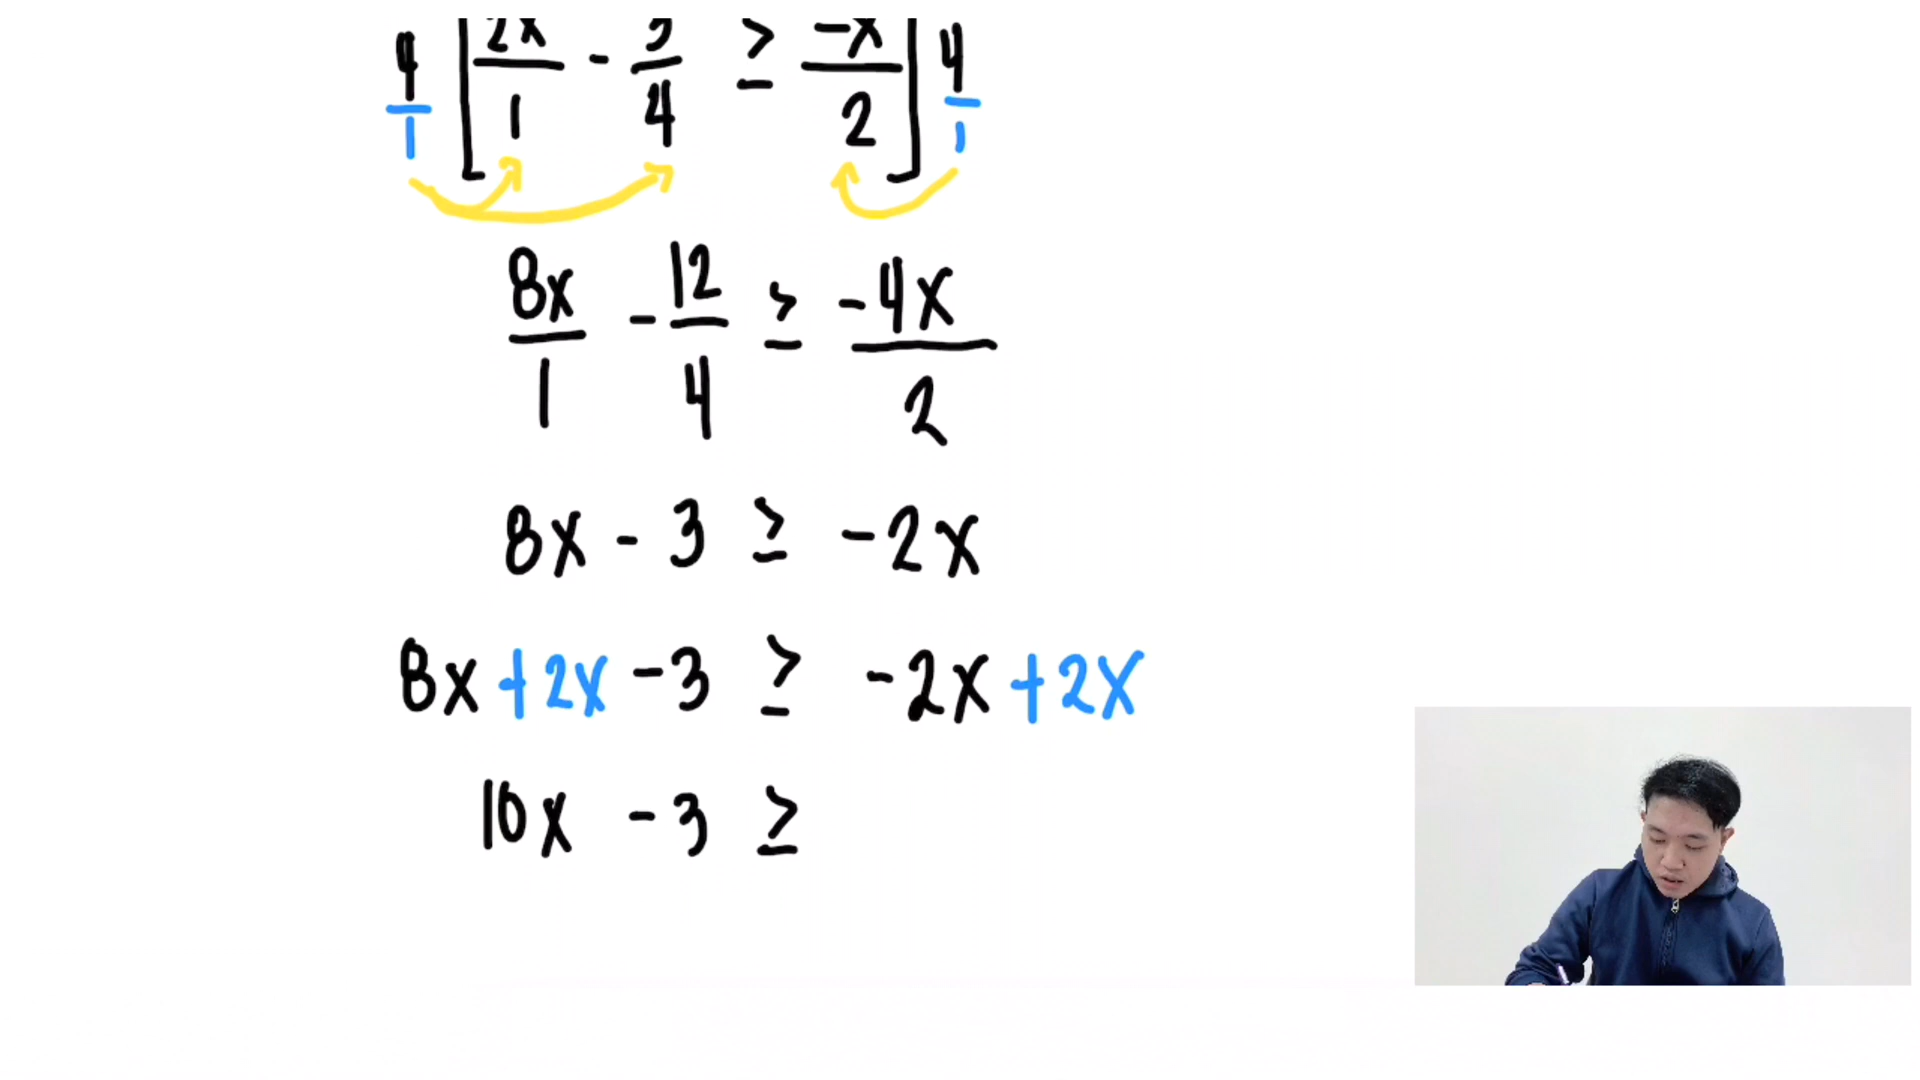 4/1 [2x/1 - 3/4 ≥ -x/2] 4/1
8x/1 - 12/4 ≥ -4x/2
8x - 3 ≥ -2x
8x +2x -3 ≥ -2x +2x
10x - 3 ≥